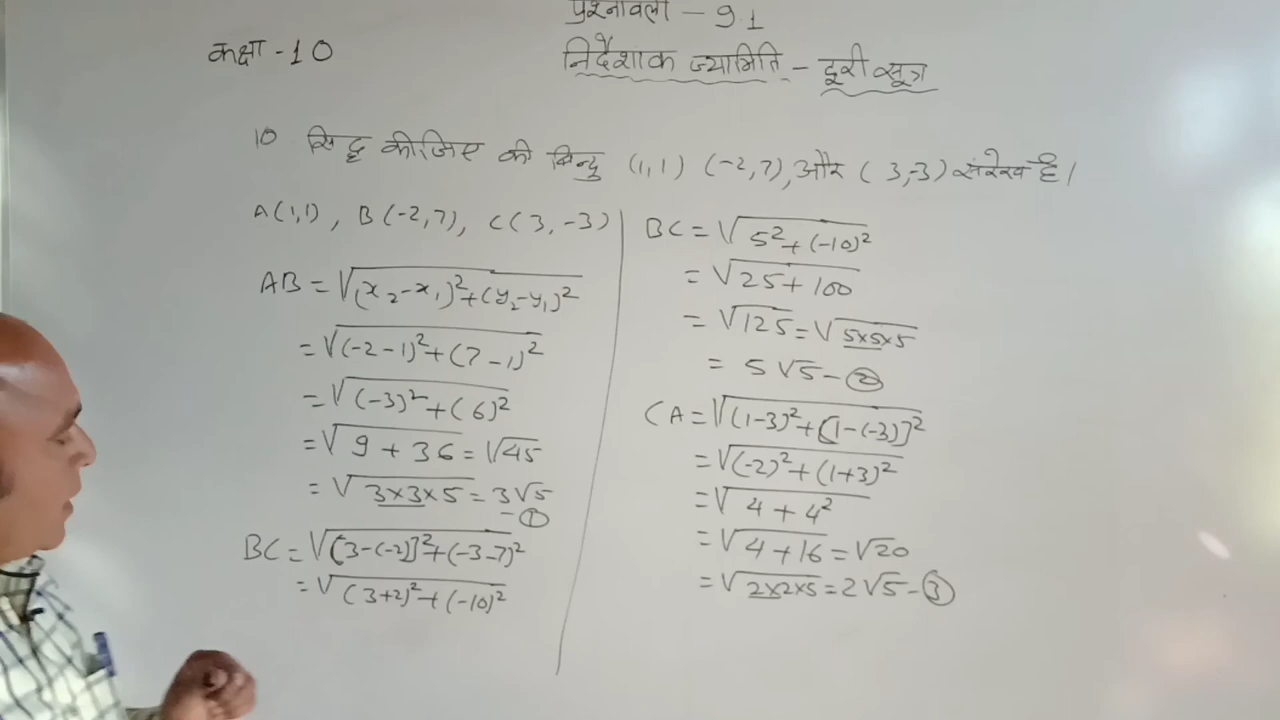 प्रश्नावली - 9.1
कक्षा - 10
निर्देशांक ज्यामिति - दूरी सूत्र
10 सिद्ध कीजिए की बिन्दु (1,1) (-2,7), और (3,-3) संरेख है।
A(1,1), B(-2,7), C(3,-3)
AB = √(x₂-x₁)²+(y₂-y₁)²
= √(-2-1)²+(7-1)²
= √(-3)²+(6)²
= √9+36 = √45
= √3×3×5 = 3√5
- ①
BC = √[3-(-2)]²+(-3-7)²
= √(3+2)²+(-10)²
BC = √5²+(-10)²
= √25+100
= √125 = √5×5×5
= 5√5 - ②
CA = √(1-3)²+[1-(-3)]²
= √(-2)²+(1+3)²
= √4+4²
= √4+16 = √20
= √2×2×5 = 2√5 - ③